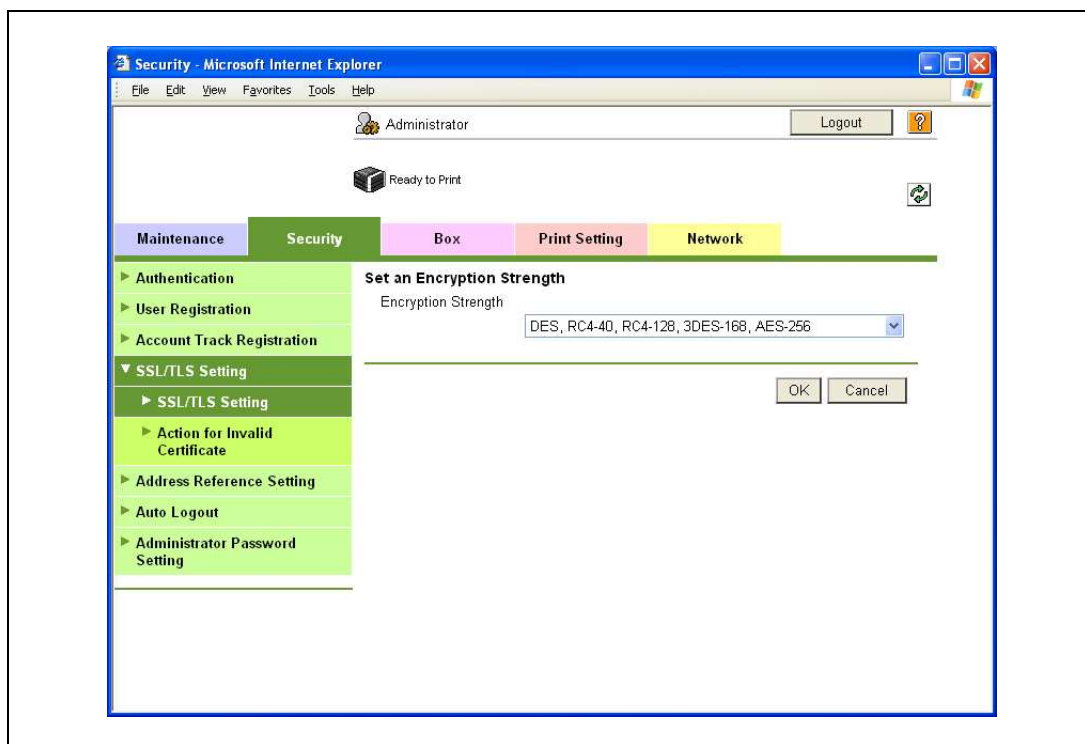 Security - Microsoft Internet Explorer
File Edit View Favorites Tools Help
Administrator
Logout
?
Ready to Print
Maintenance Security Box Print Setting Network
Authentication
User Registration
Account Track Registration
SSL/TLS Setting
SSL/TLS Setting
Action for Invalid
Certificate
Address Reference Setting
Auto Logout
Administrator Password
Setting
Set an Encryption Strength
Encryption Strength
DES, RC4-40, RC4-128, 3DES-168, AES-256
OK Cancel